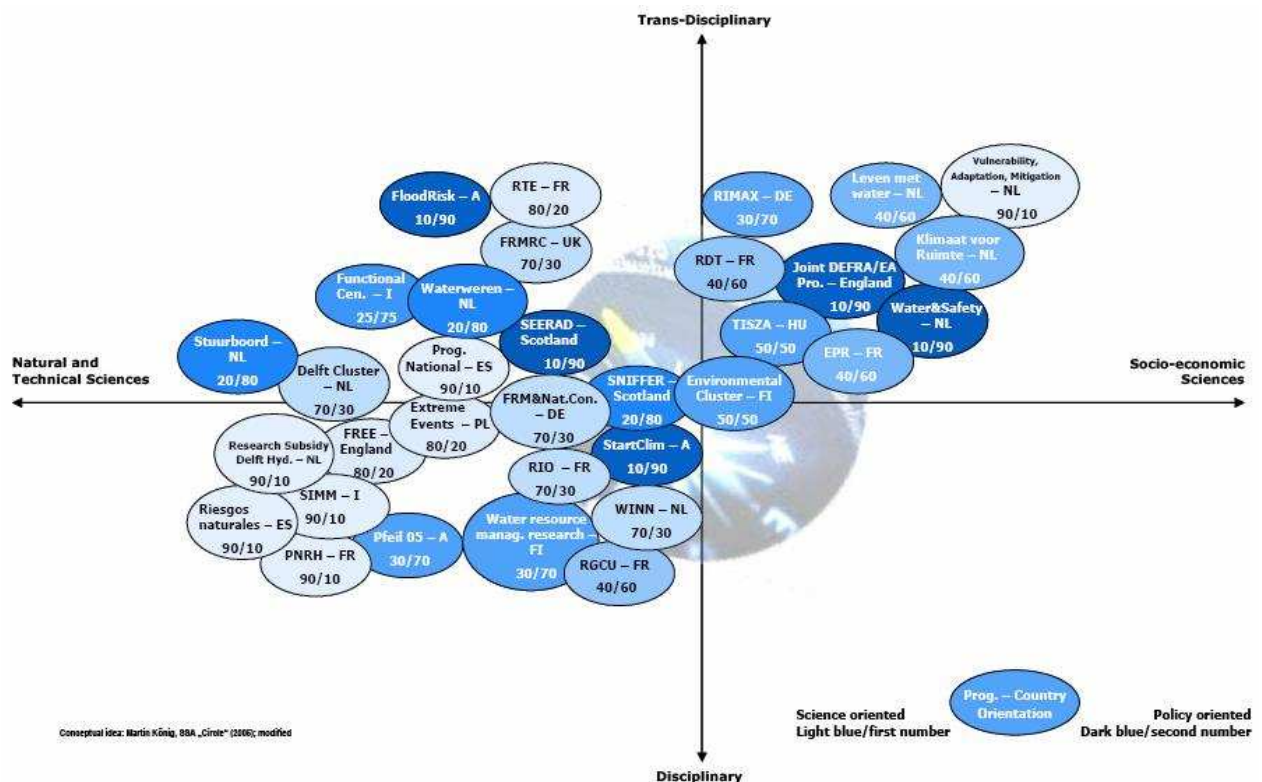 Trans-Disciplinary
Vulnerability,
Adaptation, Mitigation
– NL
90/10
Leven met
water – NL
40/60
RTE – FR
80/20
FloodRisk – A
10/90
RIMAX – DE
30/70
FRMRC – UK
70/30
Klimaat voor
Ruimte – NL
40/60
RDT – FR
40/60
Joint DEFRA/EA
Pro. – England
10/90
Functional
Cen. – I
25/75
Waterweren –
NL
20/80
Water&Safety
– NL
10/90
TISZA – HU
50/50
SEERAD –
Scotland
10/90
Stuurboord –
NL
20/80
Prog.
National – ES
90/10
EPR – FR
40/60
Natural and
Technical Sciences
Socio-economic
Sciences
Delft Cluster –
NL
70/30
SNIFFER –
Scotland
20/80
Environmental
Cluster – FI
50/50
FRM&Nat.Con.
– DE
70/30
Extreme
Events – PL
80/20
FREE –
England
80/20
Research Subsidy
Delft Hyd. – NL
90/10
StartClim – A
10/90
RIO – FR
70/30
SIMM – I
90/10
Riesgos
naturales – ES
90/10
WINN – NL
70/30
Pfeil 05 – A
30/70
Water resource
manag. research –
FI
30/70
PNRH – FR
90/10
RGCU – FR
40/60
Prog. – Country
Orientation
Science oriented
Light blue/first number
Policy oriented
Dark blue/second number
Conceptual idea: Martin König, SSA „Circle“ (2006); modified
Disciplinary